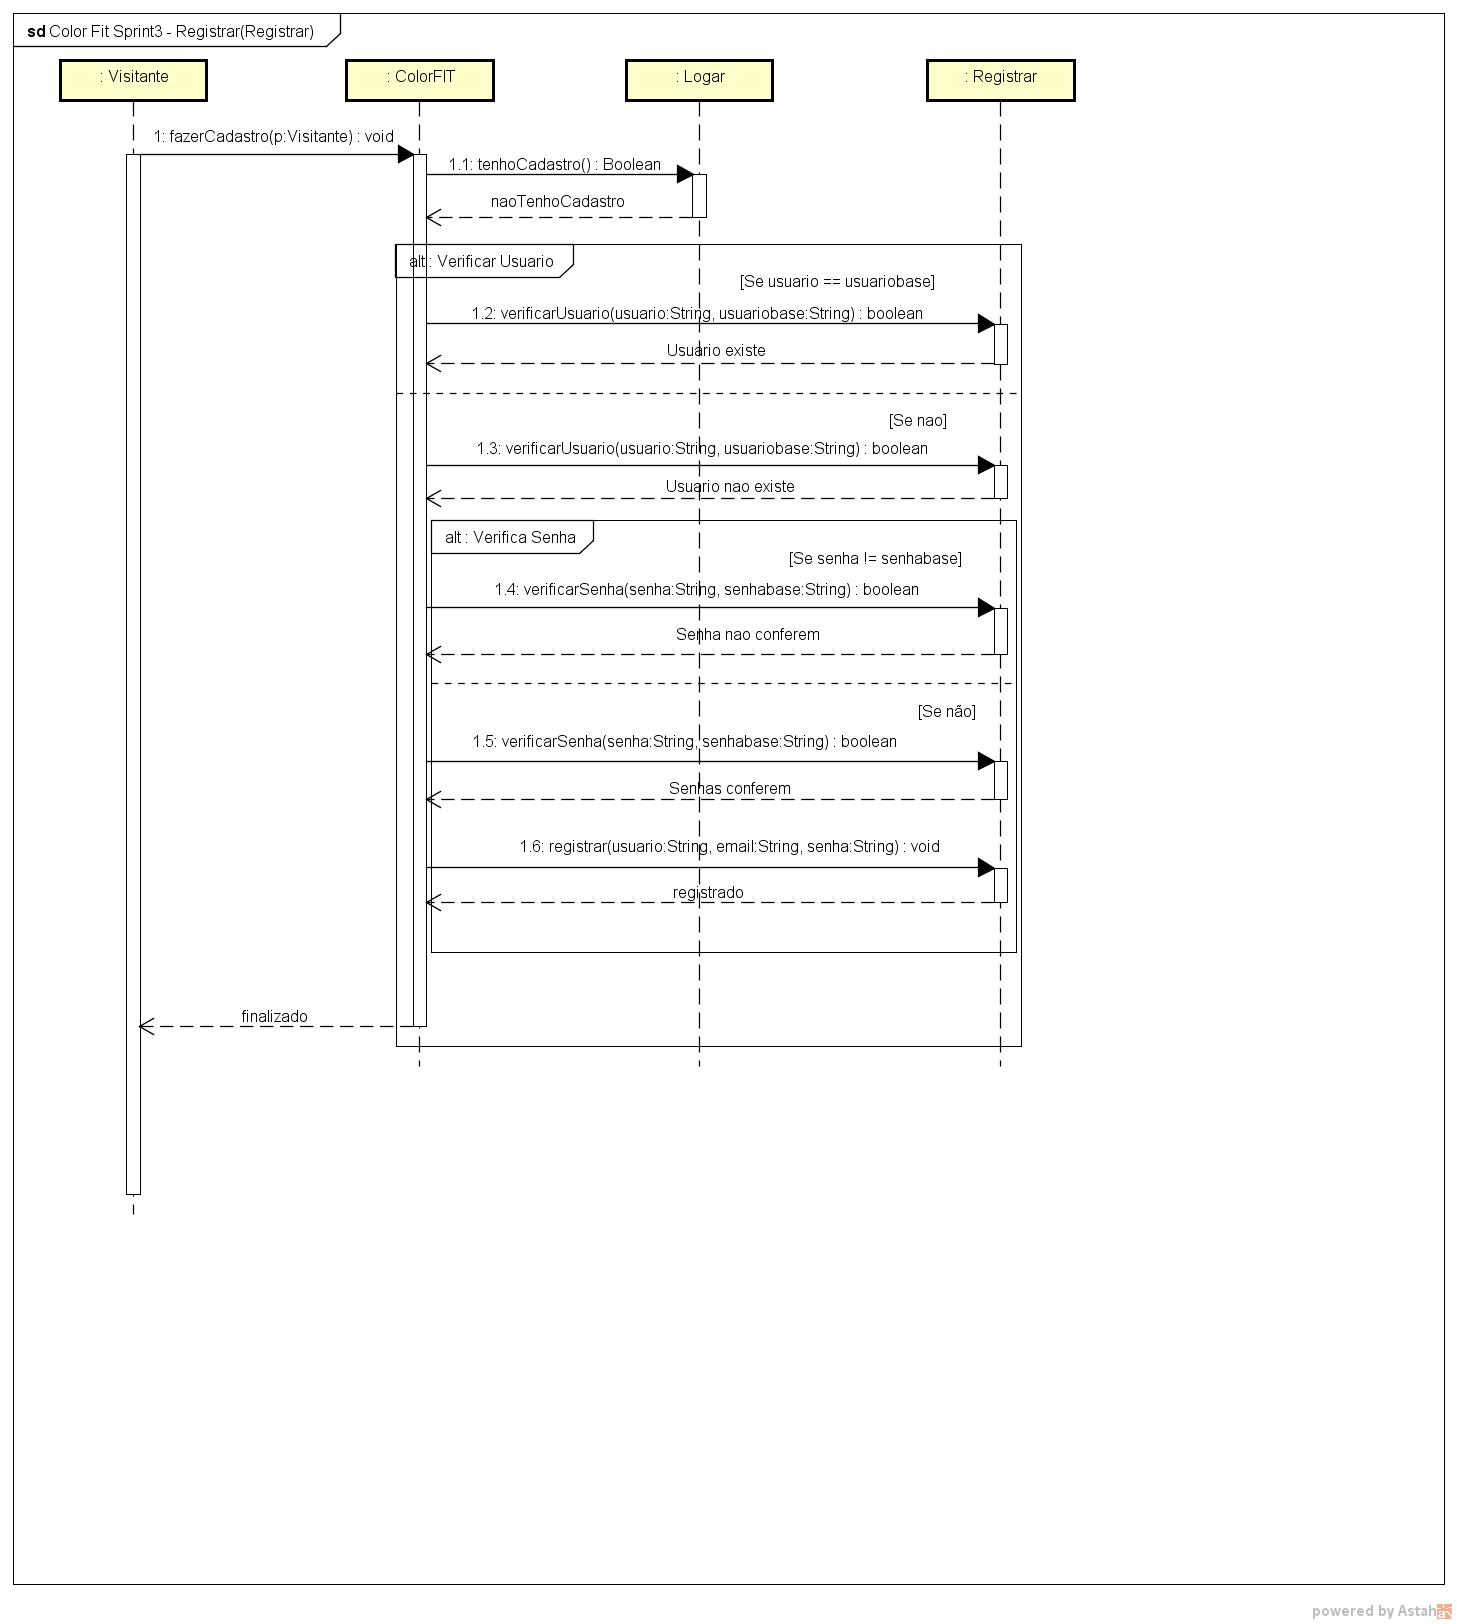 sd Color Fit Sprint3 - Registrar(Registrar)
: Visitante
: ColorFIT
: Logar
: Registrar
1: fazerCadastro(p:Visitante) : void
1.1: tenhoCadastro() : Boolean
naoTenhoCadastro
alt : Verificar Usuario
[Se usuario == usuariobase]
1.2: verificarUsuario(usuario:String, usuariobase:String) : boolean
Usuario existe
[Se nao]
1.3: verificarUsuario(usuario:String, usuariobase:String) : boolean
Usuario nao existe
alt : Verifica Senha
[Se senha != senhabase]
1.4: verificarSenha(senha:String, senhabase:String) : boolean
Senha nao conferem
[Se não]
1.5: verificarSenha(senha:String, senhabase:String) : boolean
Senhas conferem
1.6: registrar(usuario:String, email:String, senha:String) : void
registrado
finalizado
powered by Astah